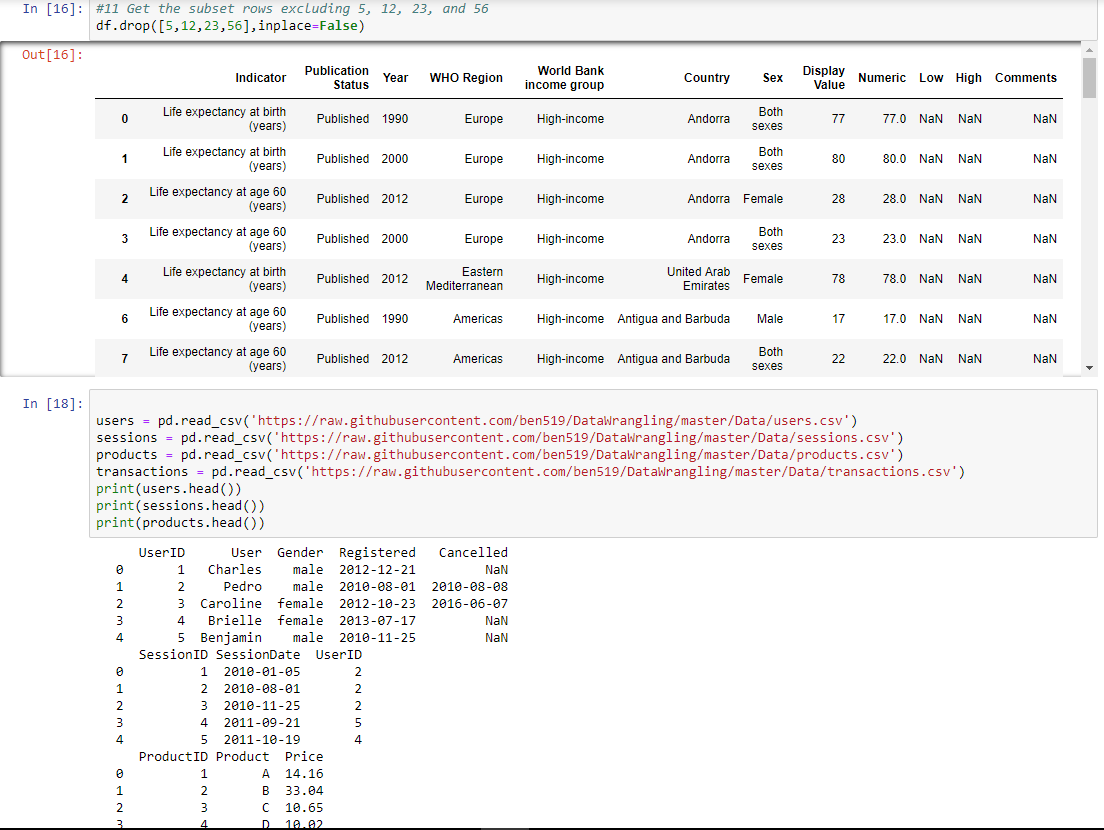 In [16]: #11 Get the subset rows excluding 5, 12, 23, and 56
df.drop([5,12,23,56],inplace=False)
Out[16]:
Indicator Publication Status Year WHO Region World Bank income group Country Sex Display Value Numeric Low High Comments
0 Life expectancy at birth (years) Published 1990 Europe High-income Andorra Both sexes 77 77.0 NaN NaN NaN
1 Life expectancy at birth (years) Published 2000 Europe High-income Andorra Both sexes 80 80.0 NaN NaN NaN
2 Life expectancy at age 60 (years) Published 2012 Europe High-income Andorra Female 28 28.0 NaN NaN NaN
3 Life expectancy at age 60 (years) Published 2000 Europe High-income Andorra Both sexes 23 23.0 NaN NaN NaN
4 Life expectancy at birth (years) Published 2012 Eastern Mediterranean High-income United Arab Emirates Female 78 78.0 NaN NaN NaN
6 Life expectancy at age 60 (years) Published 1990 Americas High-income Antigua and Barbuda Male 17 17.0 NaN NaN NaN
7 Life expectancy at age 60 (years) Published 2012 Americas High-income Antigua and Barbuda Both sexes 22 22.0 NaN NaN NaN
In [18]:
users = pd.read_csv('https://raw.githubusercontent.com/ben519/DataWrangling/master/Data/users.csv')
sessions = pd.read_csv('https://raw.githubusercontent.com/ben519/DataWrangling/master/Data/sessions.csv')
products = pd.read_csv('https://raw.githubusercontent.com/ben519/DataWrangling/master/Data/products.csv')
transactions = pd.read_csv('https://raw.githubusercontent.com/ben519/DataWrangling/master/Data/transactions.csv')
print(users.head())
print(sessions.head())
print(products.head())
UserID User Gender Registered Cancelled
0 1 Charles male 2012-12-21 NaN
1 2 Pedro male 2010-08-01 2010-08-08
2 3 Caroline female 2012-10-23 2016-06-07
3 4 Brielle female 2013-07-17 NaN
4 5 Benjamin male 2010-11-25 NaN
SessionID SessionDate UserID
0 1 2010-01-05 2
1 2 2010-08-01 2
2 3 2010-11-25 2
3 4 2011-09-21 5
4 5 2011-10-19 4
ProductID Product Price
0 1 A 14.16
1 2 B 33.04
2 3 C 10.65
3 4 D 10.02